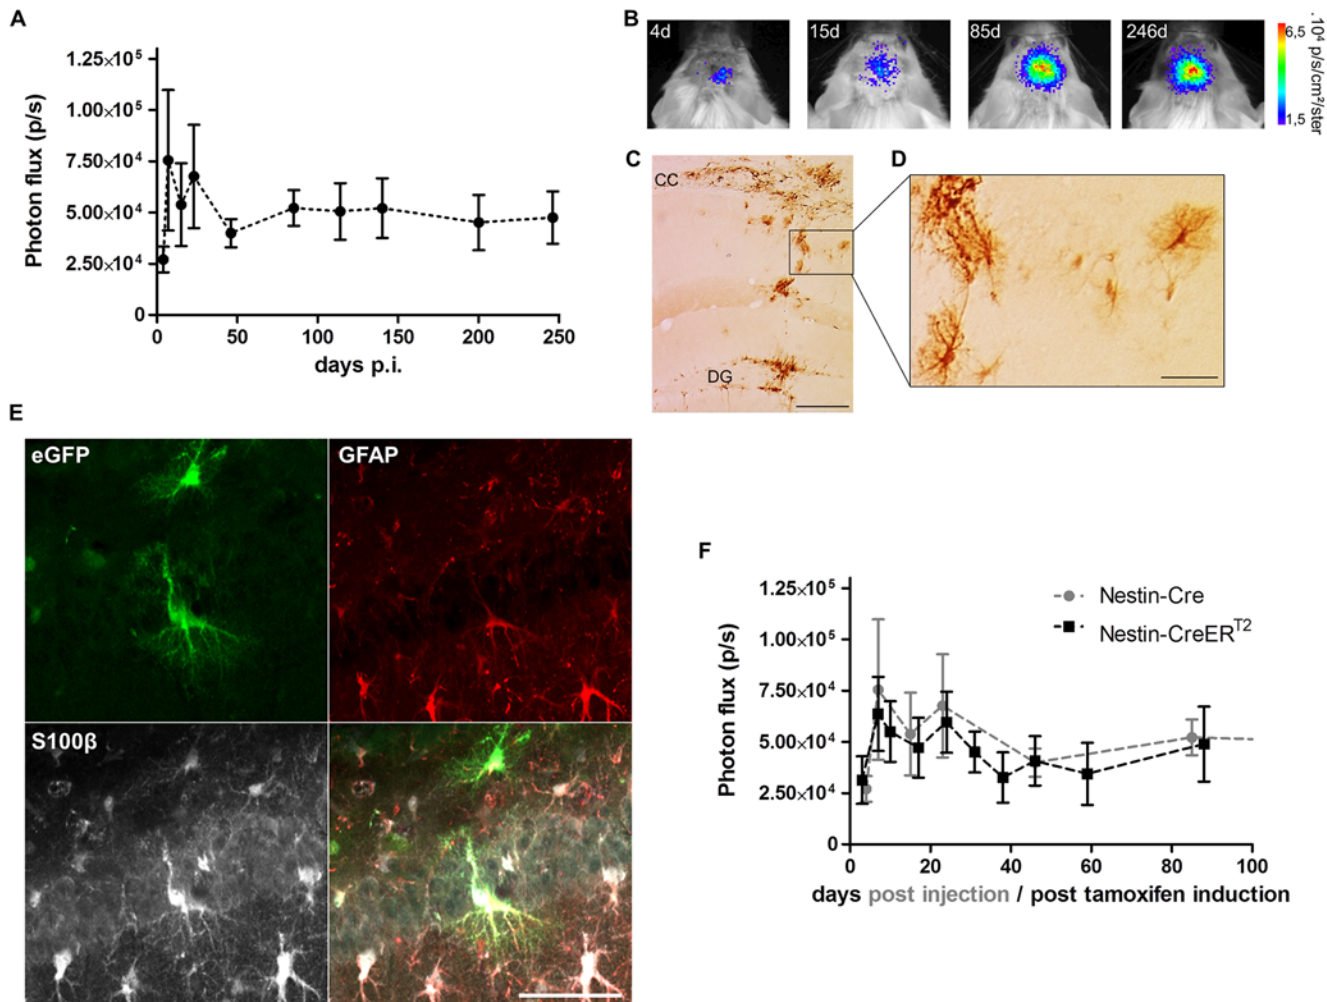 A
Photon flux (p/s)
1.25×10⁵
1.00×10⁵
7.50×10⁴
5.00×10⁴
2.50×10⁴
0
0 50 100 150 200 250
days p.i.
B
4d
15d
85d
246d
6,5
1,5
.10⁴ p/s/cm²/ster
C
CC
DG
D
E
eGFP
GFAP
S100β
F
Photon flux (p/s)
1.25×10⁵
1.00×10⁵
7.50×10⁴
5.00×10⁴
2.50×10⁴
0
Nestin-Cre
Nestin-CreERᵀ²
0 20 40 60 80 100
days post injection / post tamoxifen induction